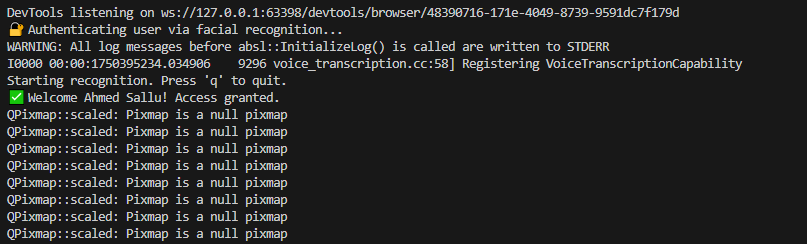 DevTools listening on ws://127.0.0.1:63398/devtools/browser/48390716-171e-4049-8739-9591dc7f179d
🔐 Authenticating user via facial recognition...
WARNING: All log messages before absl::InitializeLog() is called are written to STDERR
I0000 00:00:1750395234.034906    9296 voice_transcription.cc:58] Registering VoiceTranscriptionCapability
Starting recognition. Press 'q' to quit.
✅ Welcome Ahmed Sallu! Access granted.
QPixmap::scaled: Pixmap is a null pixmap
QPixmap::scaled: Pixmap is a null pixmap
QPixmap::scaled: Pixmap is a null pixmap
QPixmap::scaled: Pixmap is a null pixmap
QPixmap::scaled: Pixmap is a null pixmap
QPixmap::scaled: Pixmap is a null pixmap
QPixmap::scaled: Pixmap is a null pixmap
QPixmap::scaled: Pixmap is a null pixmap